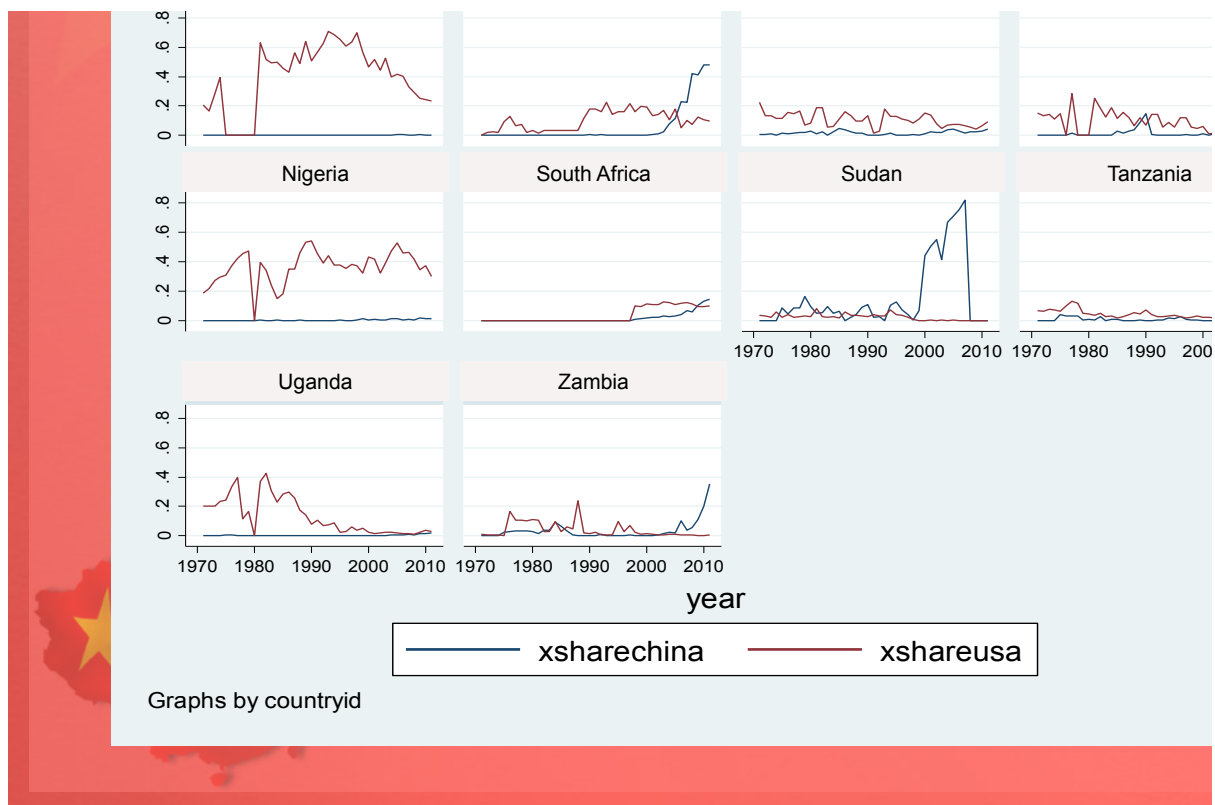 .8
.6
.4
.2
0
Nigeria South Africa Sudan Tanzania
.8
.6
.4
.2
0
1970 1980 1990 2000 2010 1970 1980 1990 200
Uganda Zambia
.8
.6
.4
.2
0
1970 1980 1990 2000 2010 1970 1980 1990 2000 2010
year
xsharechina xshareusa
Graphs by countryid